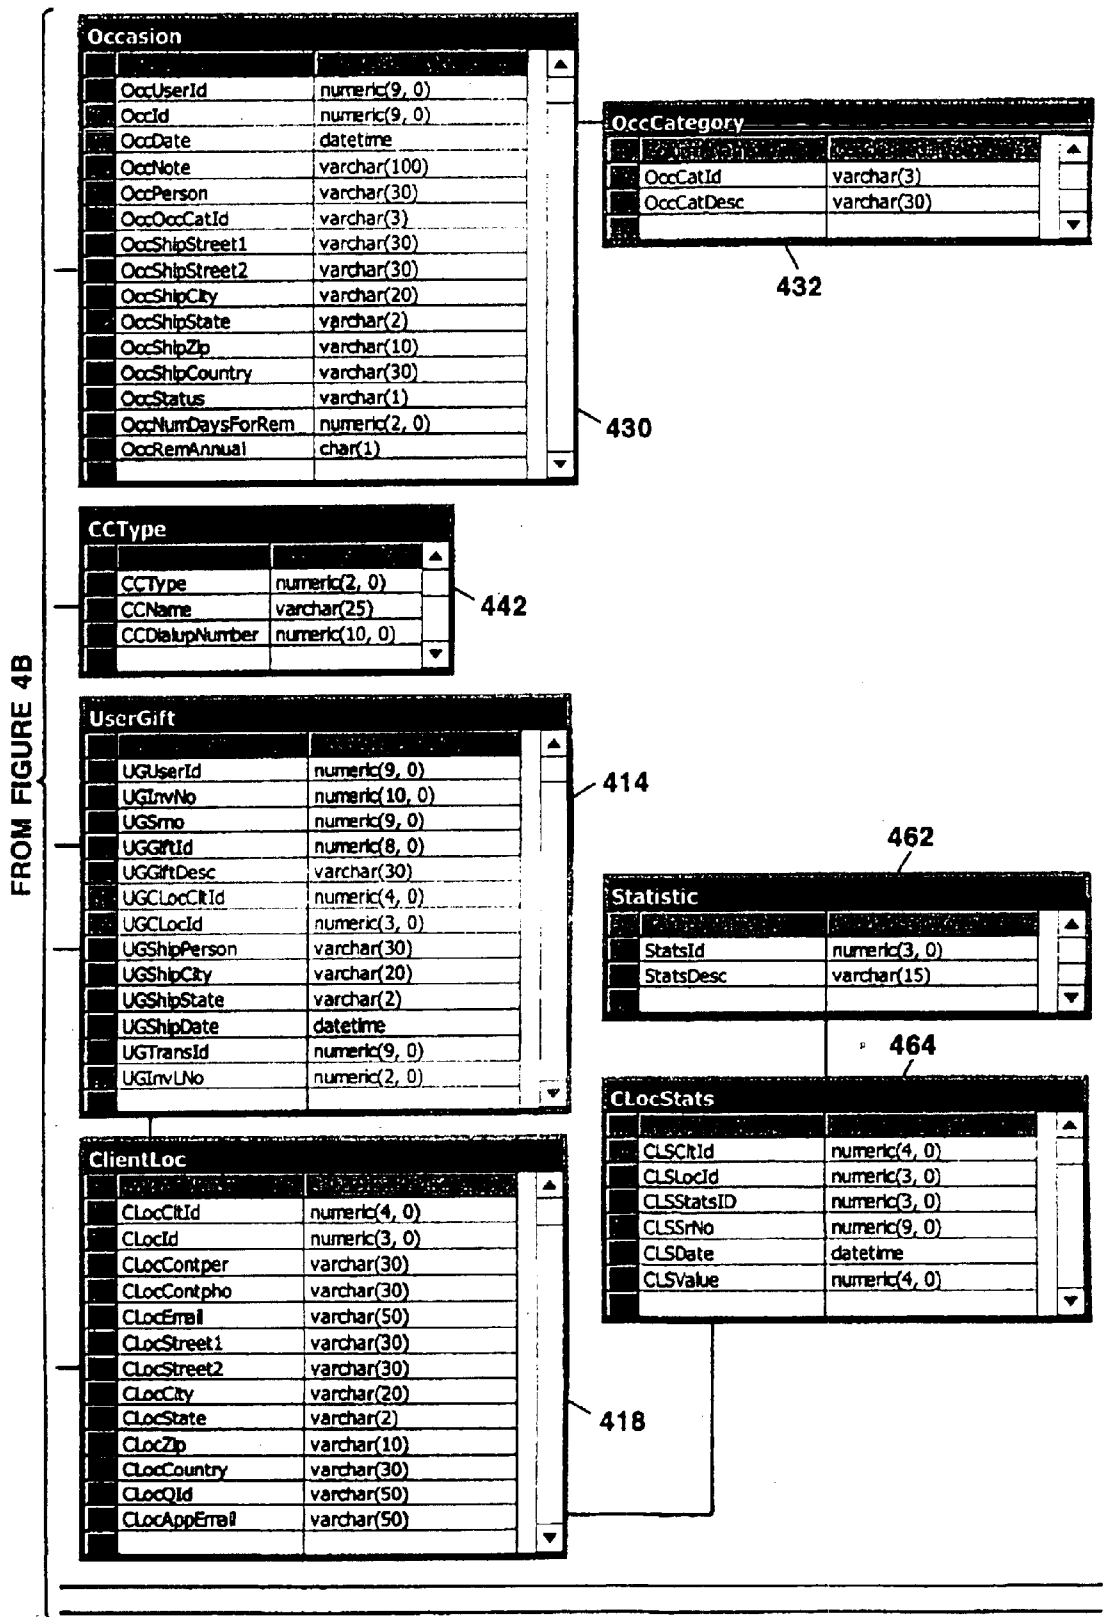 FROM FIGURE 4B
Occasion
OccUserId numeric(9, 0)
OccId numeric(9, 0)
OccDate datetime
OccNote varchar(100)
OccPerson varchar(30)
OccOccCatId varchar(3)
OccShipStreet1 varchar(30)
OccShipStreet2 varchar(30)
OccShipCity varchar(20)
OccShipState varchar(2)
OccShipZip varchar(10)
OccShipCountry varchar(30)
OccStatus varchar(1)
OccNumDaysForRem numeric(2, 0)
OccRemAnnual char(1)
430
OccCategory
OccCatId varchar(3)
OccCatDesc varchar(30)
432
CCType
CCType numeric(2, 0)
CCName varchar(25)
CCDialupNumber numeric(10, 0)
442
UserGift
UGUserId numeric(9, 0)
UGInvNo numeric(10, 0)
UGSrno numeric(9, 0)
UGGiftId numeric(8, 0)
UGGiftDesc varchar(30)
UGCLocCltId numeric(4, 0)
UGCLocId numeric(3, 0)
UGShipPerson varchar(30)
UGShipCity varchar(20)
UGShipState varchar(2)
UGShipDate datetime
UGTransId numeric(9, 0)
UGInvLNo numeric(2, 0)
414
462
Statistic
StatsId numeric(3, 0)
StatsDesc varchar(15)
464
CLocStats
CLSCltId numeric(4, 0)
CLSLocId numeric(3, 0)
CLSStatsID numeric(3, 0)
CLSSrNo numeric(9, 0)
CLSDate datetime
CLSValue numeric(4, 0)
ClientLoc
CLocCltId numeric(4, 0)
CLocId numeric(3, 0)
CLocContper varchar(30)
CLocContpho varchar(30)
CLocEmail varchar(50)
CLocStreet1 varchar(30)
CLocStreet2 varchar(30)
CLocCity varchar(20)
CLocState varchar(2)
CLocZip varchar(10)
CLocCountry varchar(30)
CLocQId varchar(50)
CLocAppEmail varchar(50)
418